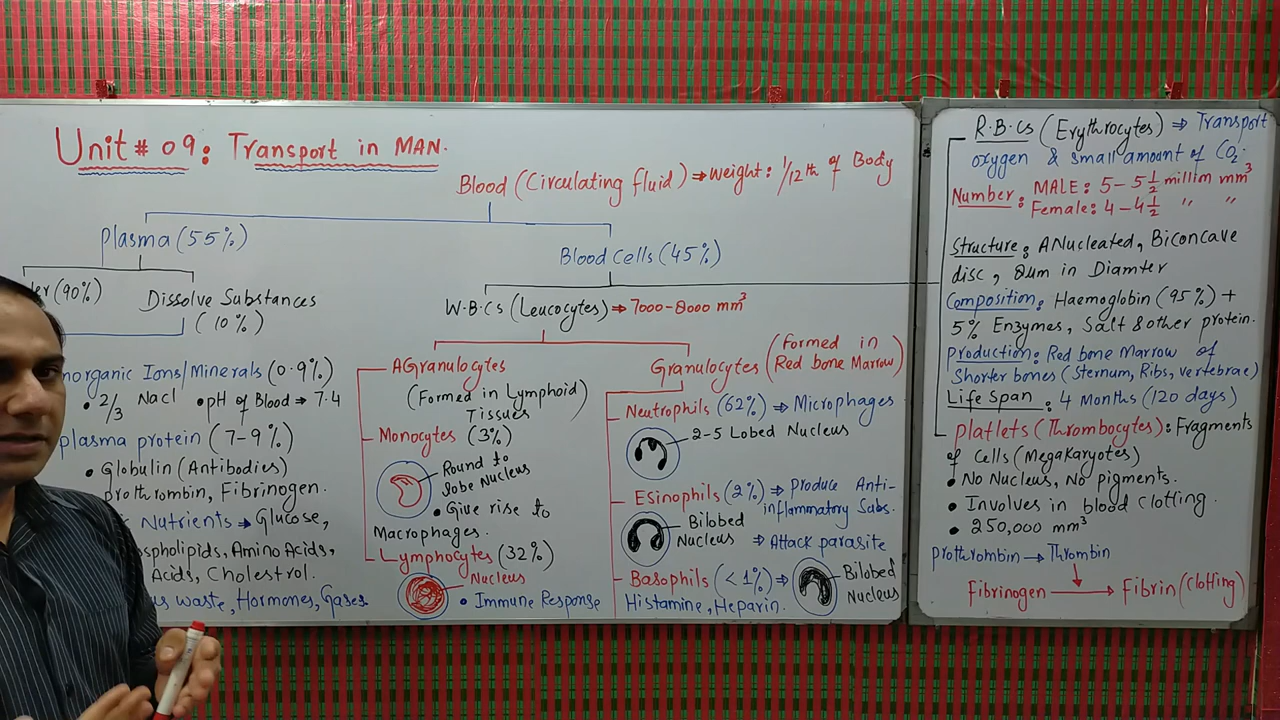 Unit # 09: Transport in MAN.
Blood (Circulating fluid) ⇒ weight: 1/12 th of Body
Plasma (55%)
Blood Cells (45%)
(90%)
Dissolve Substances
(10%)
norganic Ions/Minerals (0.9%)
• 2/3 Nacl • pH of Blood → 7.4
plasma protein (7-9%)
• Globulin (Antibodies)
prothrombin, Fibrinogen.
Nutrients → Glucose,
ospholipids, Amino Acids,
Acids, Cholestrol.
waste, Hormones, Gases
W.B.Cs (Leucocytes) ⇒ 7000-8000 mm³
AGranulocytes
(Formed in Lymphoid)
Tissues
Monocytes (3%)
Round to
lobe Nucleus
• Give rise to
Macrophages.
Lymphocytes (32%)
Nucleus
• Immune Response
Granulocytes (Formed in
Red bone Marrow)
Neutrophils (62%) ⇒ Microphages
2-5 Lobed Nucleus
Esinophils (2%) ⇒ Produce Anti-
inflammatory Subs.
Bilobed
Nucleus ⇒ Attack parasite
Basophils (<1%) ⇒
Histamine, Heparin.
Bilobed
Nucleus
R.B.Cs (Erythrocytes) ⇒ Transport
oxygen & small amount of CO₂.
Number: MALE: 5-5½ millim mm³
Female: 4-4½ " "
Structure: ANucleated, Biconcave
disc, 8um in Diamter
Composition: Haemoglobin (95%) +
5% Enzymes, Salt & other protein.
Production: Red bone Marrow of
Shorter bones (Sternum, Ribs, vertebrae)
Life Span: 4 Months (120 days)
Platlets (Thrombocytes): Fragments
of Cells (Megakaryotes)
• No Nucleus, No pigments.
• Involves in blood clotting.
• 250,000 mm³
prothrombin → Thrombin
Fibrinogen → Fibrin (clotting)